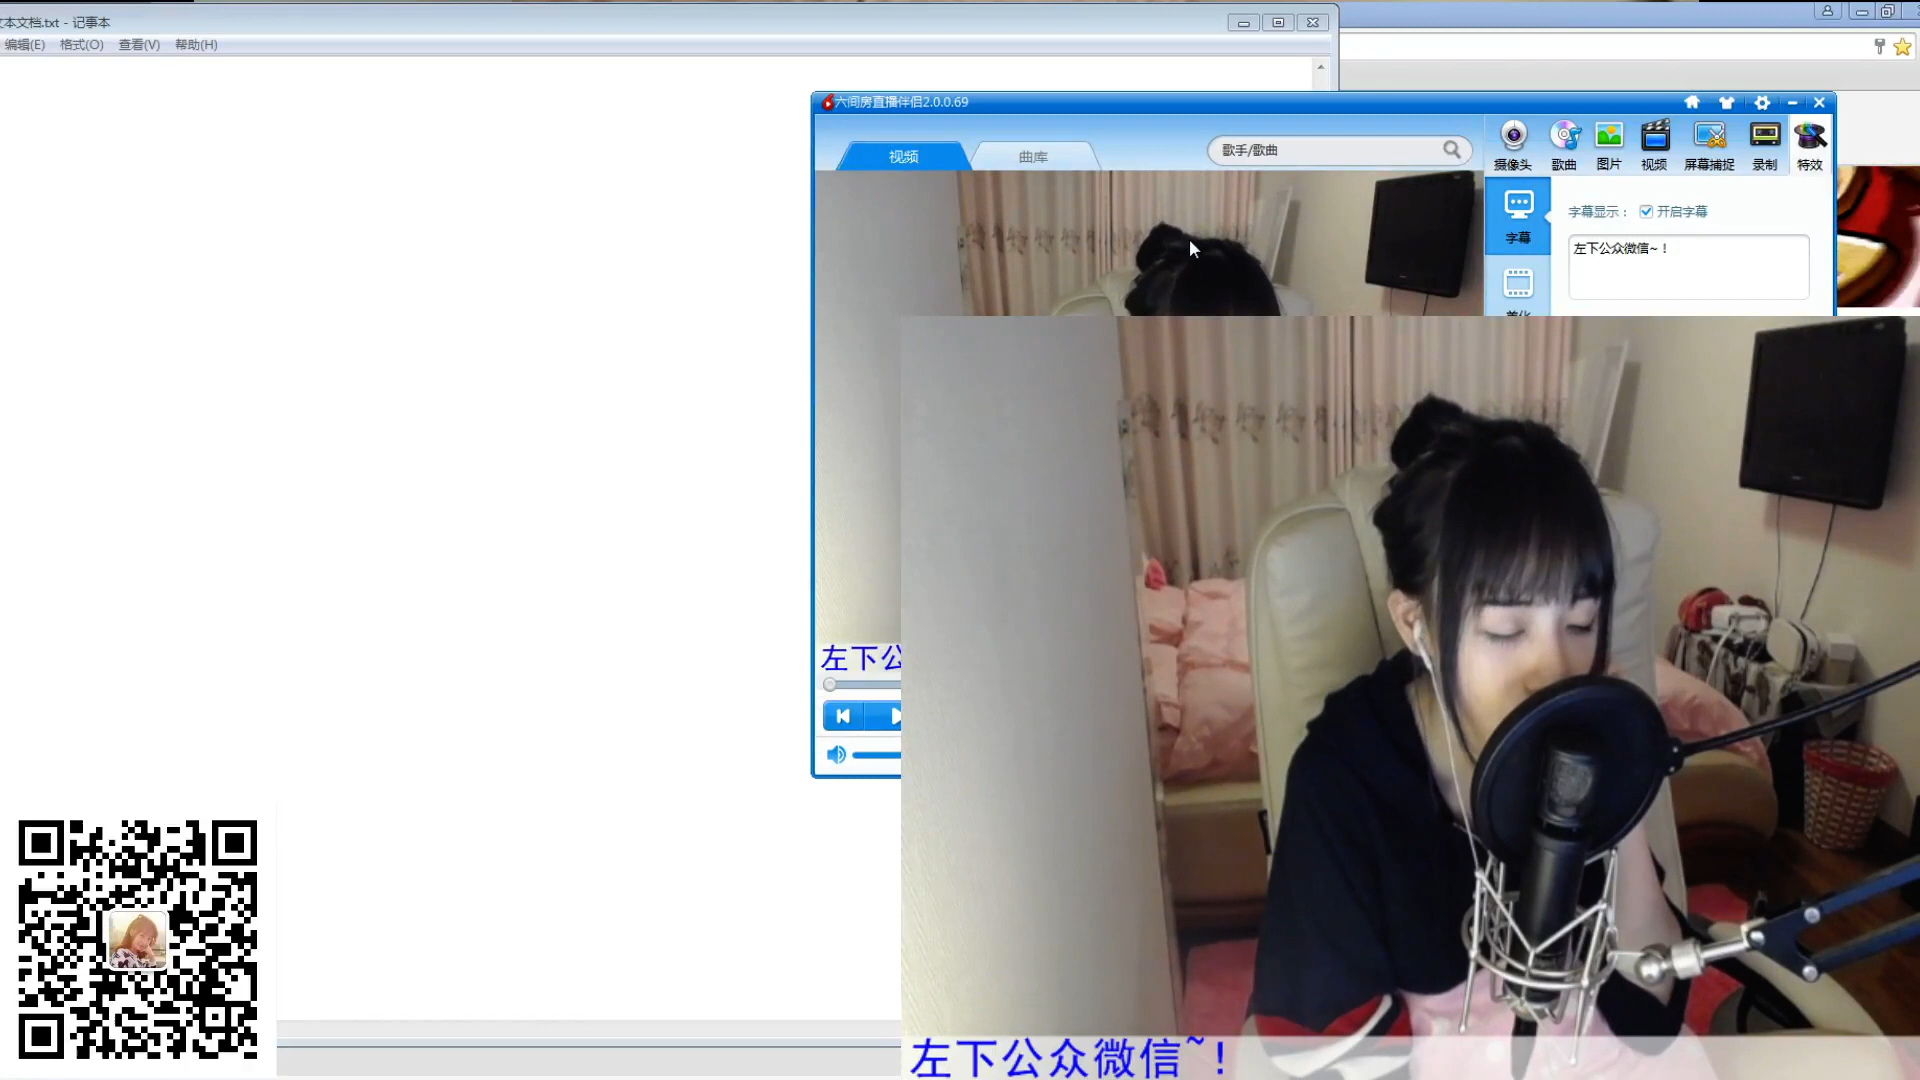 文本文档.txt - 记事本
编辑(E) 格式(O) 查看(V) 帮助(H)
六间房直播伴侣2.0.0.69
视频
曲库
歌手/歌曲
摄像头
歌曲
图片
视频
屏幕捕捉
录制
特效
字幕
字幕显示：
开启字幕
左下公众微信~！
美化
左下公
左下公众微信~！